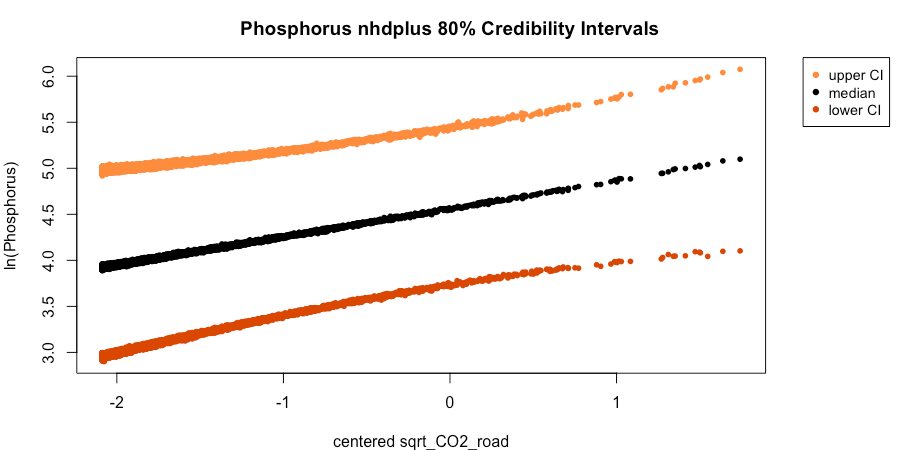 Phosphorus nhdplus 80% Credibility Intervals
upper CI
median
lower CI
ln(Phosphorus)
6.0
5.5
5.0
4.5
4.0
3.5
3.0
-2 -1 0 1
centered sqrt_CO2_road